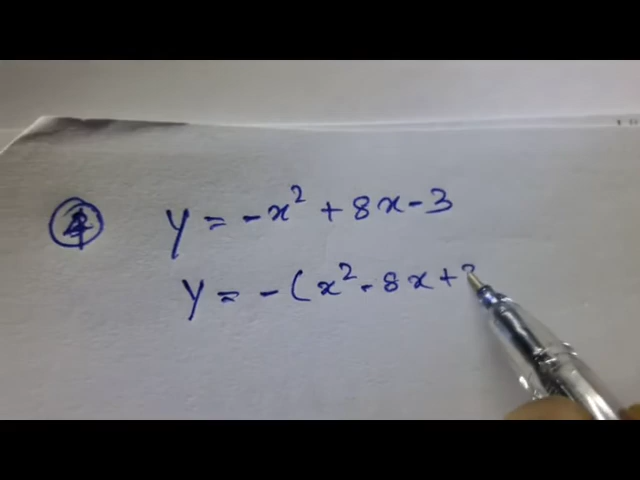 ④ y = -x² + 8x - 3
y = -(x² - 8x +